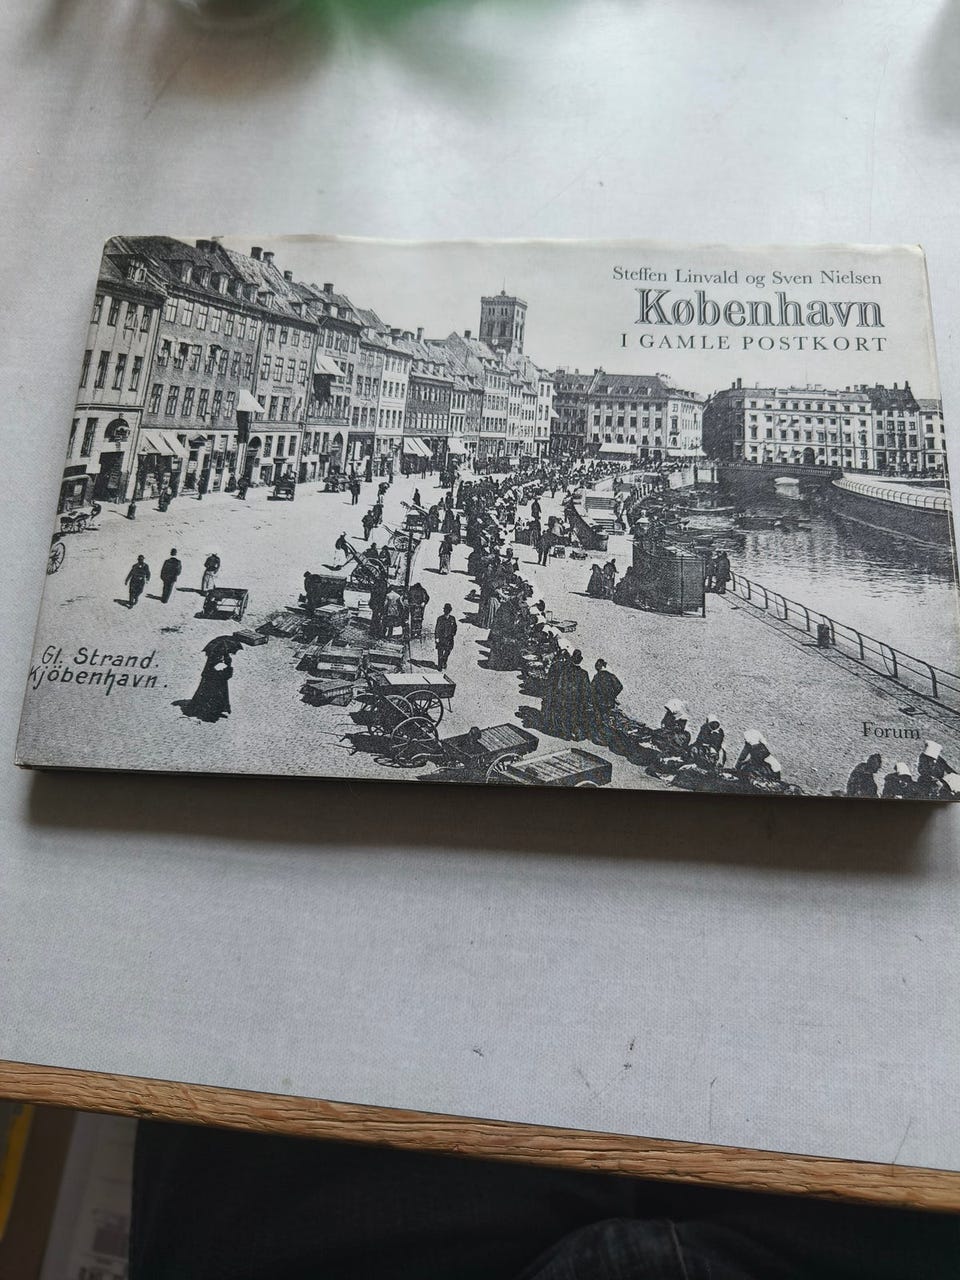 Steffen Linvald og Sven Nielsen
København
I GAMLE POSTKORT
Gl. Strand.
Kjöbenhavn.
Forum